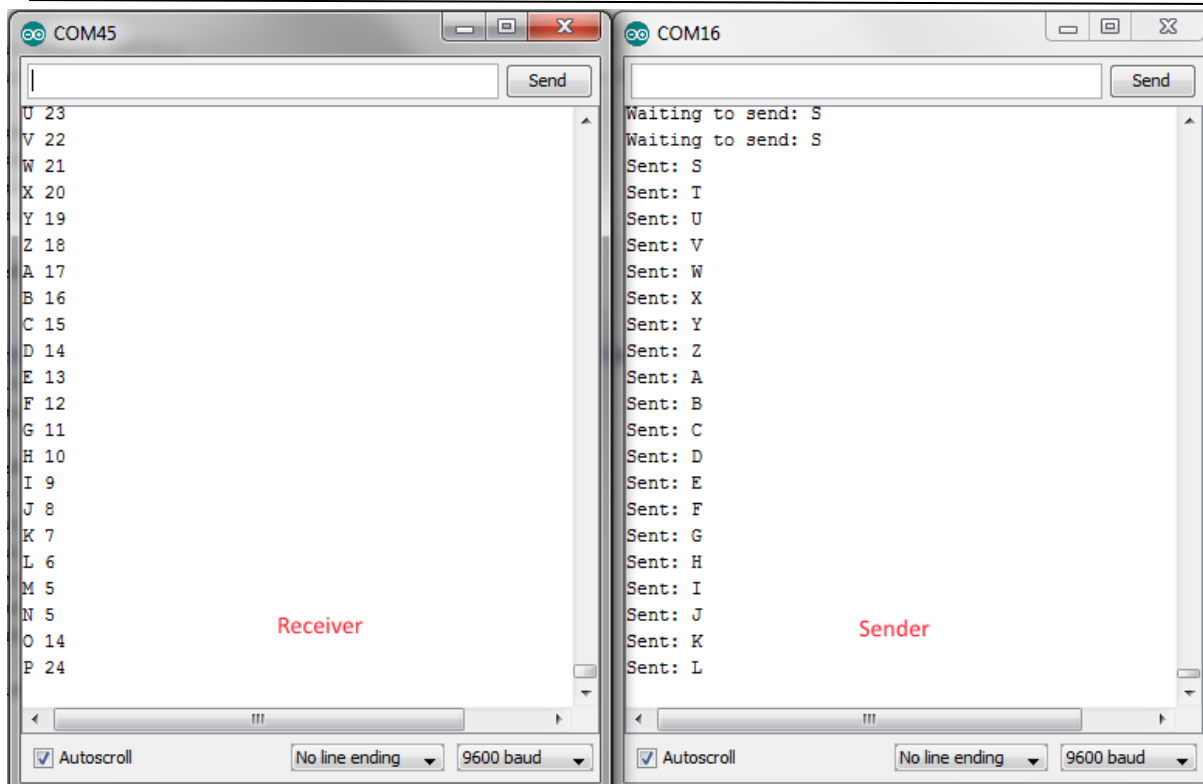 COM45
Send
U 23
V 22
W 21
X 20
Y 19
Z 18
A 17
B 16
C 15
D 14
E 13
F 12
G 11
H 10
I 9
J 8
K 7
L 6
M 5
N 5
O 14
P 24
Receiver
Autoscroll
No line ending
9600 baud
COM16
Send
Waiting to send: S
Waiting to send: S
Sent: S
Sent: T
Sent: U
Sent: V
Sent: W
Sent: X
Sent: Y
Sent: Z
Sent: A
Sent: B
Sent: C
Sent: D
Sent: E
Sent: F
Sent: G
Sent: H
Sent: I
Sent: J
Sent: K
Sent: L
Sender
Autoscroll
No line ending
9600 baud